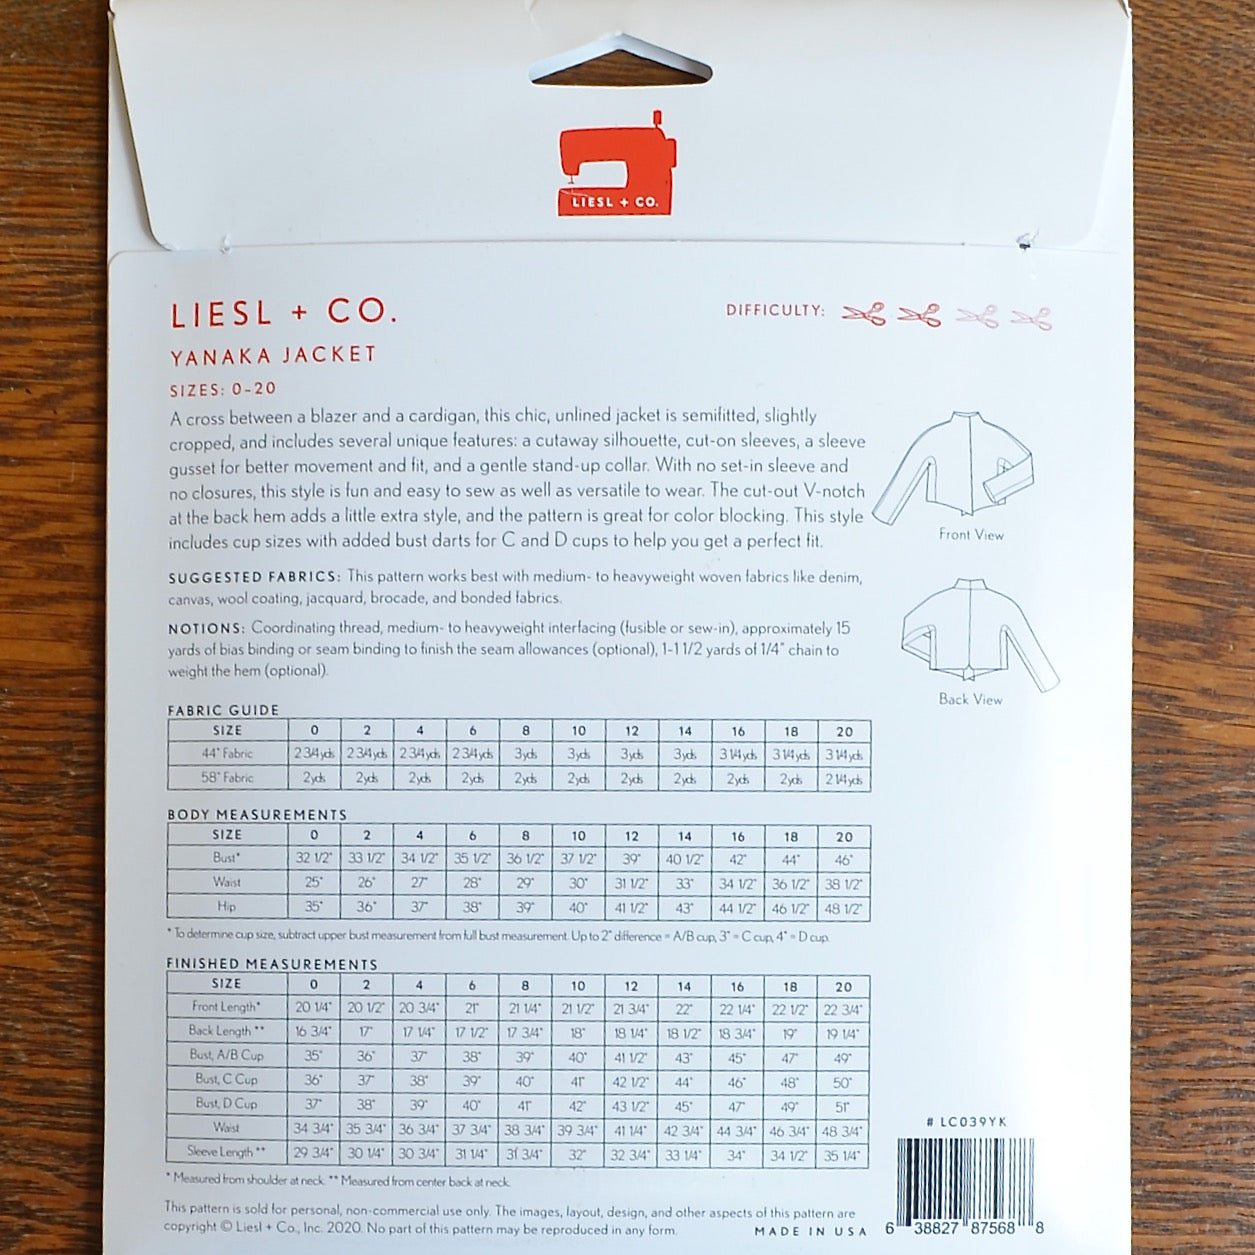 LIESL + CO.
LIESL + CO.
DIFFICULTY:
YANAKA JACKET
SIZES: 0-20
A cross between a blazer and a cardigan, this chic, unlined jacket is semifitted, slightly
cropped, and includes several unique features: a cutaway silhouette, cut-on sleeves, a sleeve
gusset for better movement and fit, and a gentle stand-up collar. With no set-in sleeve and
no closures, this style is fun and easy to sew as well as versatile to wear. The cut-out V-notch
at the back hem adds a little extra style, and the pattern is great for color blocking. This style
includes cup sizes with added bust darts for C and D cups to help you get a perfect fit.
Front View
SUGGESTED FABRICS: This pattern works best with medium- to heavyweight woven fabrics like denim,
canvas, wool coating, jacquard, brocade, and bonded fabrics.
NOTIONS: Coordinating thread, medium- to heavyweight interfacing (fusible or sew-in), approximately 15
yards of bias binding or seam binding to finish the seam allowances (optional), 1-1 1/2 yards of 1/4" chain to
weight the hem (optional).
Back View
FABRIC GUIDE
SIZE 0 2 4 6 8 10 12 14 16 18 20
44" Fabric 2 3/4 yds 2 3/4 yds 2 3/4 yds 2 3/4 yds 3 yds 3 yds 3 yds 3 yds 3 1/4 yds 3 1/4 yds 3 1/4 yds
58" Fabric 2 yds 2 yds 2 yds 2 yds 2 yds 2 yds 2 yds 2 yds 2 yds 2 yds 2 1/4 yds
BODY MEASUREMENTS
SIZE 0 2 4 6 8 10 12 14 16 18 20
Bust* 32 1/2" 33 1/2" 34 1/2" 35 1/2" 36 1/2" 37 1/2" 39" 40 1/2" 42" 44" 46"
Waist 25" 26" 27" 28" 29" 30" 31 1/2" 33" 34 1/2" 36 1/2" 38 1/2"
Hip 35" 36" 37" 38" 39" 40" 41 1/2" 43" 44 1/2" 46 1/2" 48 1/2"
* To determine cup size, subtract upper bust measurement from full bust measurement. Up to 2" difference = A/B cup, 3" = C cup, 4" = D cup.
FINISHED MEASUREMENTS
SIZE 0 2 4 6 8 10 12 14 16 18 20
Front Length* 20 1/4" 20 1/2" 20 3/4" 21" 21 1/4" 21 1/2" 21 3/4" 22" 22 1/4" 22 1/2" 22 3/4"
Back Length ** 16 3/4" 17" 17 1/4" 17 1/2" 17 3/4" 18" 18 1/4" 18 1/2" 18 3/4" 19" 19 1/4"
Bust, A/B Cup 35" 36" 37" 38" 39" 40" 41 1/2" 43" 45" 47" 49"
Bust, C Cup 36" 37" 38" 39" 40" 41" 42 1/2" 44" 46" 48" 50"
Bust, D Cup 37" 38" 39" 40" 41" 42" 43 1/2" 45" 47" 49" 51"
Waist 34 3/4" 35 3/4" 36 3/4" 37 3/4" 38 3/4" 39 3/4" 41 1/4" 42 3/4" 44 3/4" 46 3/4" 48 3/4"
Sleeve Length ** 29 3/4" 30 1/4" 30 3/4" 31 1/4" 31 3/4" 32" 32 3/4" 33 1/4" 34" 34 1/2" 35 1/4"
* Measured from shoulder at neck. ** Measured from center back at neck.
# LC039YK
This pattern is for personal, non-commercial use only. The images, layout, design, and other aspects of this pattern are
copyright © Liesl + Co., Inc. 2020. No part of this pattern may be reproduced in any form.
MADE IN USA
6 38827 87568 8